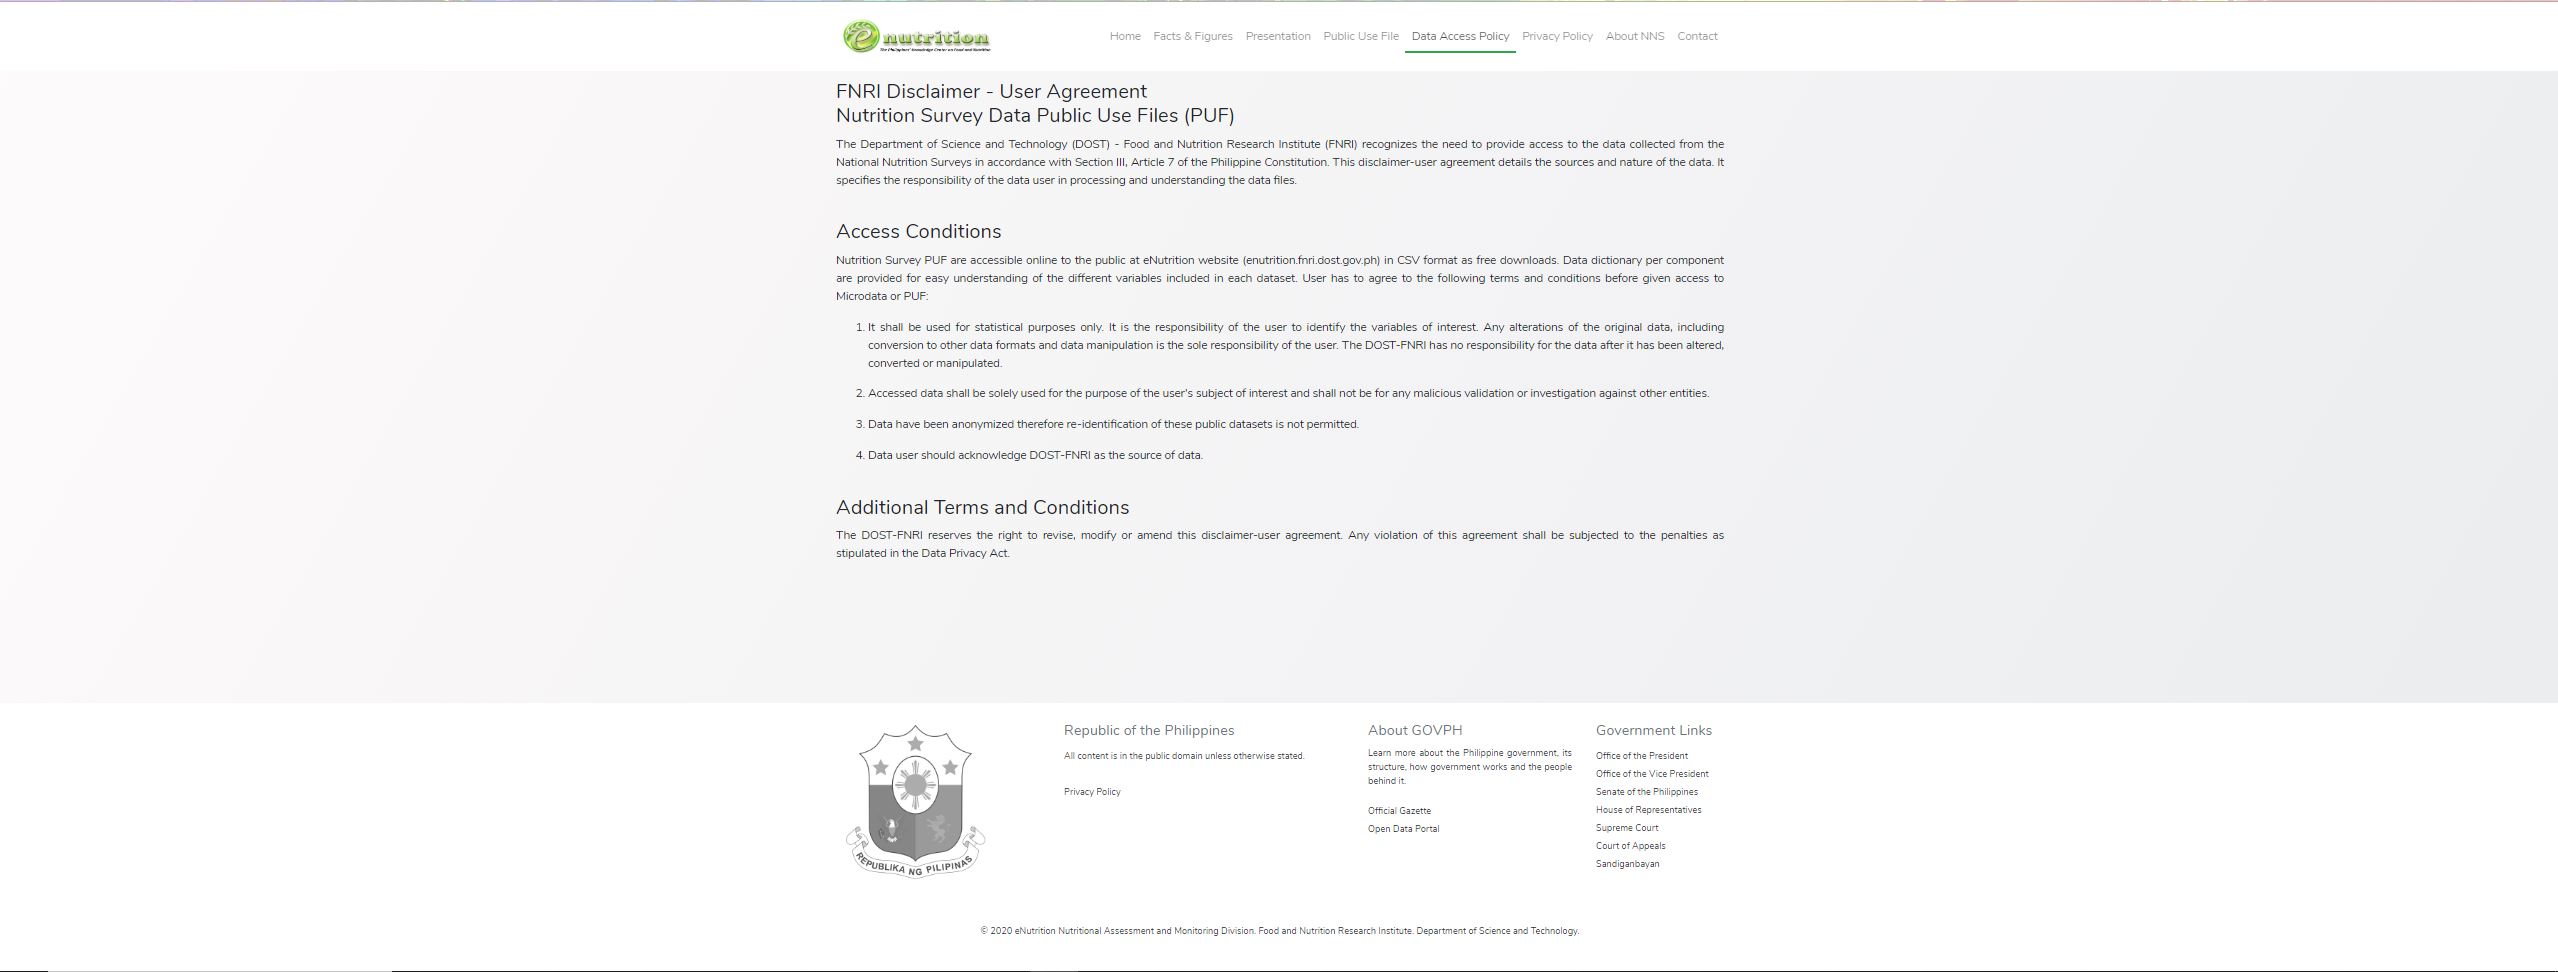 e nutrition
The Philippines' Knowledge Center on Food and Nutrition
Home Facts & Figures Presentation Public Use File Data Access Policy Privacy Policy About NNS Contact
FNRI Disclaimer - User Agreement
Nutrition Survey Data Public Use Files (PUF)
The Department of Science and Technology (DOST) - Food and Nutrition Research Institute (FNRI) recognizes the need to provide access to the data collected from the
National Nutrition Surveys in accordance with Section III, Article 7 of the Philippine Constitution. This disclaimer-user agreement details the sources and nature of the data. It
specifies the responsibility of the data user in processing and understanding the data files.
Access Conditions
Nutrition Survey PUF are accessible online to the public at eNutrition website (enutrition.fnri.dost.gov.ph) in CSV format as free downloads. Data dictionary per component
are provided for easy understanding of the different variables included in each dataset. User has to agree to the following terms and conditions before given access to
Microdata or PUF:
1. It shall be used for statistical purposes only. It is the responsibility of the user to identify the variables of interest. Any alterations of the original data, including
conversion to other data formats and data manipulation is the sole responsibility of the user. The DOST-FNRI has no responsibility for the data after it has been altered,
converted or manipulated.
2. Accessed data shall be solely used for the purpose of the user's subject of interest and shall not be for any malicious validation or investigation against other entities.
3. Data have been anonymized therefore re-identification of these public datasets is not permitted.
4. Data user should acknowledge DOST-FNRI as the source of data.
Additional Terms and Conditions
The DOST-FNRI reserves the right to revise, modify or amend this disclaimer-user agreement. Any violation of this agreement shall be subjected to the penalties as
stipulated in the Data Privacy Act.
REPUBLIKA NG PILIPINAS
Republic of the Philippines
All content is in the public domain unless otherwise stated.
Privacy Policy
About GOVPH
Learn more about the Philippine government, its
structure, how government works and the people
behind it.
Official Gazette
Open Data Portal
Government Links
Office of the President
Office of the Vice President
Senate of the Philippines
House of Representatives
Supreme Court
Court of Appeals
Sandiganbayan
© 2020 eNutrition Nutritional Assessment and Monitoring Division. Food and Nutrition Research Institute. Department of Science and Technology.